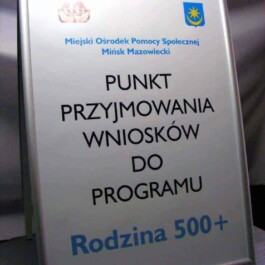 Miejski Ośrodek Pomocy Społecznej
Mińsk Mazowiecki
PUNKT
PRZYJMOWANIA
WNIOSKÓW
DO
PROGRAMU
Rodzina 500+